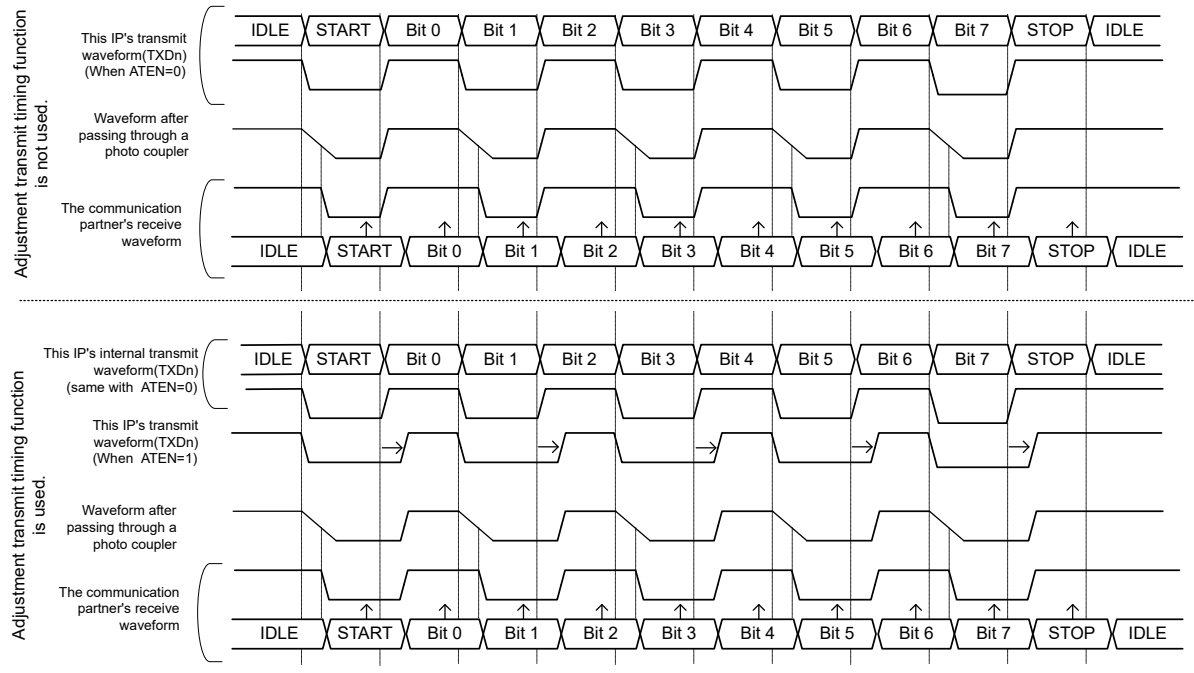 Adjustment transmit timing function
is not used.
This IP's transmit
waveform(TXDn)
(When ATEN=0)
IDLE START Bit 0 Bit 1 Bit 2 Bit 3 Bit 4 Bit 5 Bit 6 Bit 7 STOP IDLE
Waveform after
passing through a
photo coupler
The communication
partner's receive
waveform
IDLE START Bit 0 Bit 1 Bit 2 Bit 3 Bit 4 Bit 5 Bit 6 Bit 7 STOP IDLE
Adjustment transmit timing function
is used.
This IP's internal transmit
waveform(TXDn)
(same with ATEN=0)
IDLE START Bit 0 Bit 1 Bit 2 Bit 3 Bit 4 Bit 5 Bit 6 Bit 7 STOP IDLE
This IP's transmit
waveform(TXDn)
(When ATEN=1)
Waveform after
passing through a
photo coupler
The communication
partner's receive
waveform
IDLE START Bit 0 Bit 1 Bit 2 Bit 3 Bit 4 Bit 5 Bit 6 Bit 7 STOP IDLE